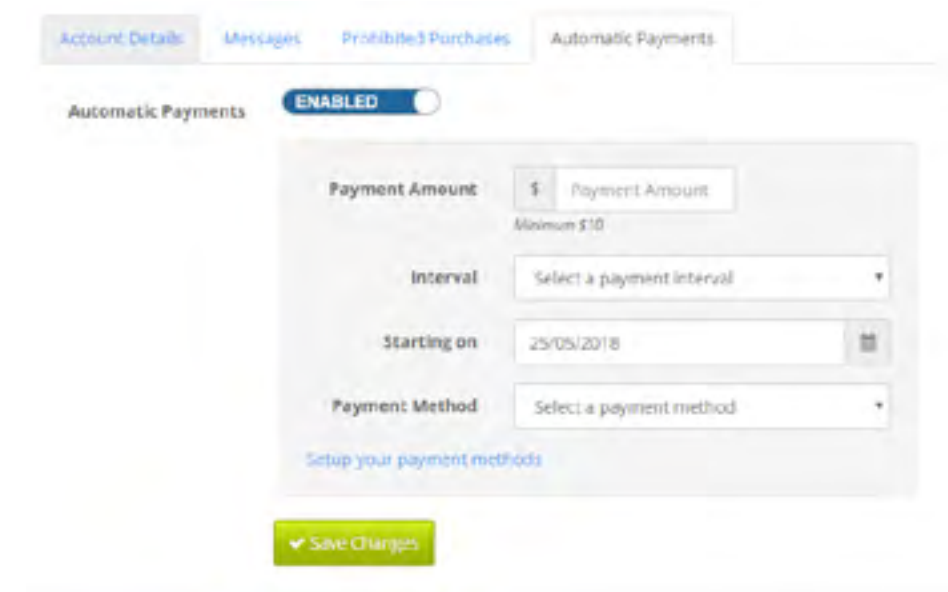 Account Details Messages Prohibited Purchases Automatic Payments
Automatic Payments ENABLED
Payment Amount $ Payment Amount
Minimum $10
Interval Select a payment interval
Starting on 25/05/2018
Payment Method Select a payment method
Setup your payment methods
Save Changes